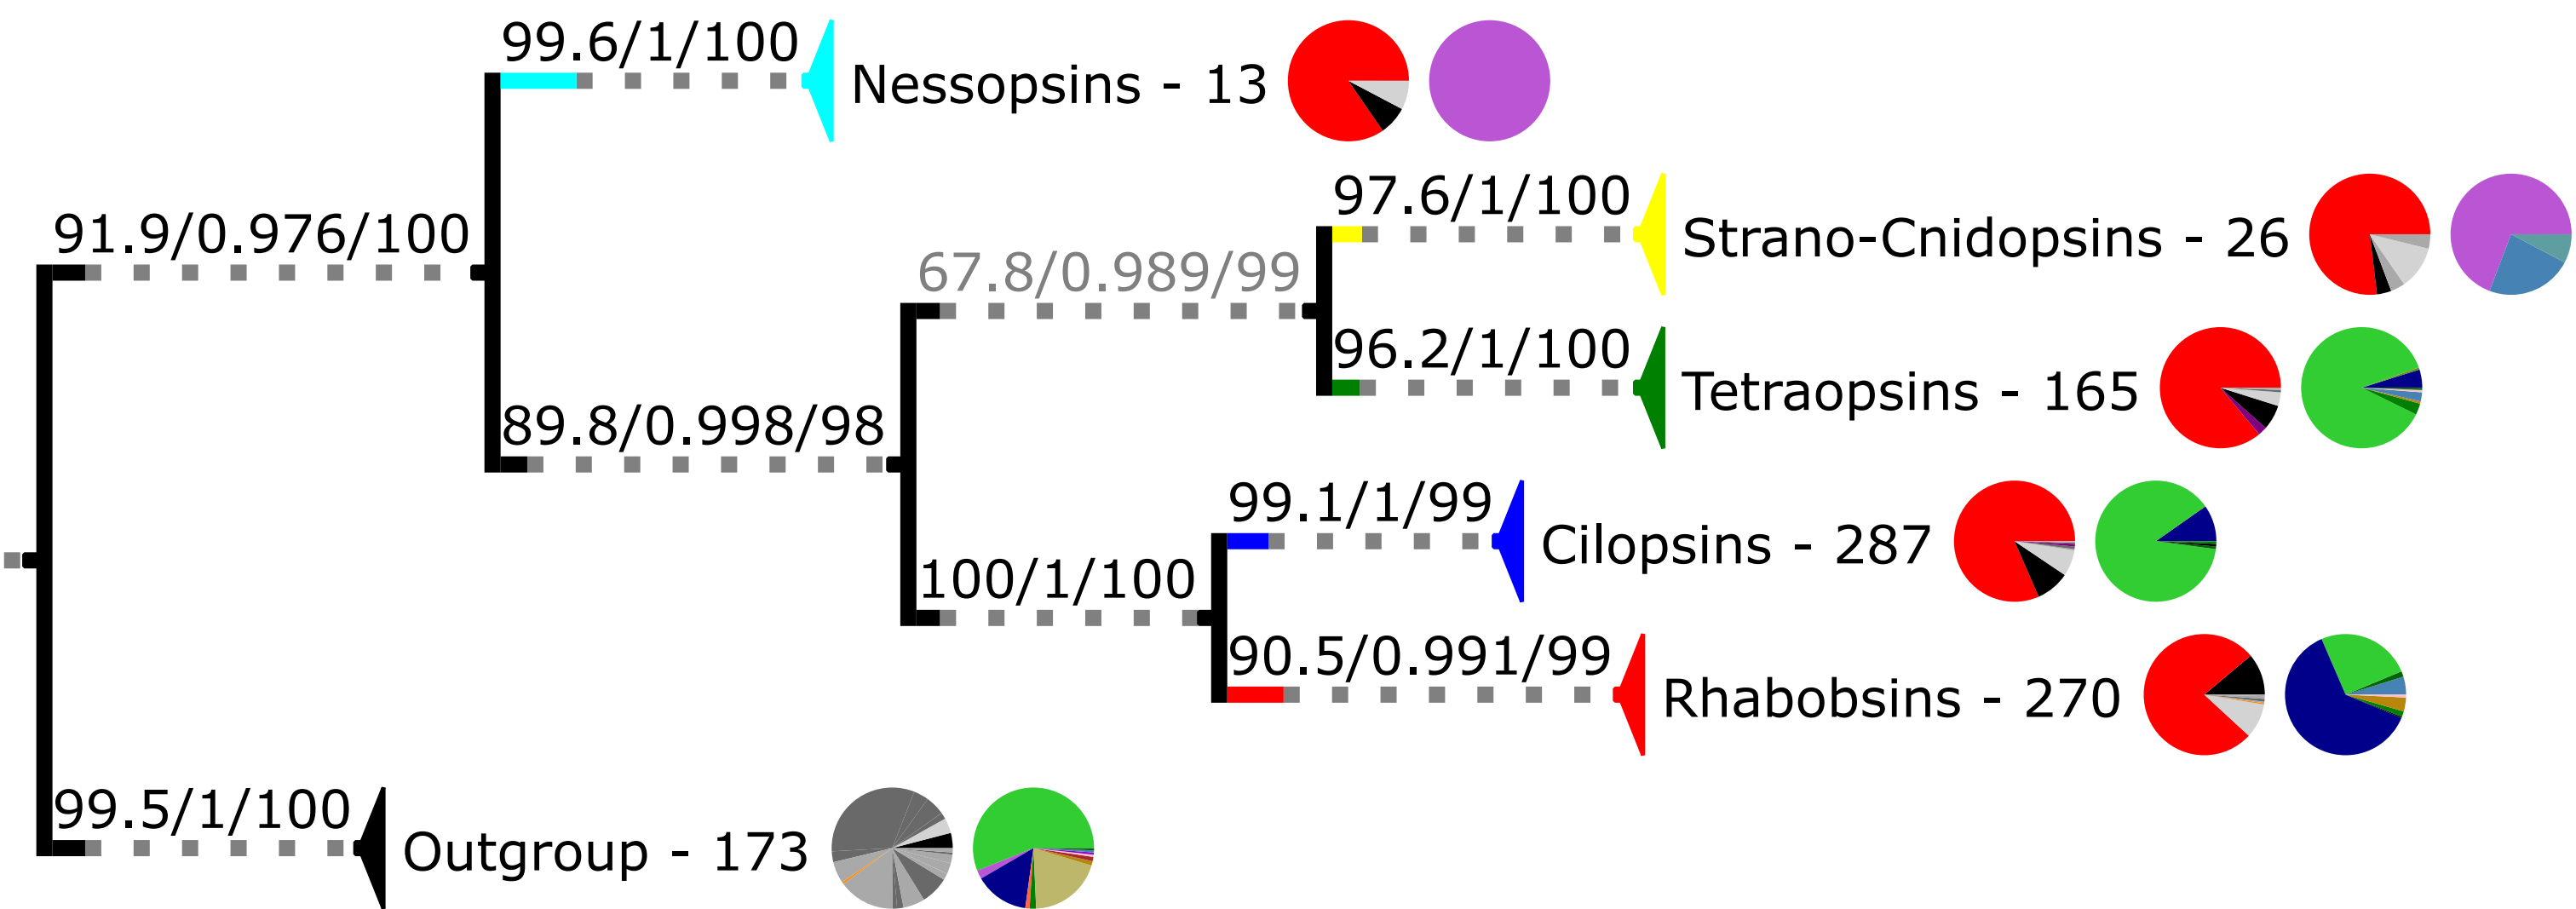 99.6/1/100
Nessopsins - 13
97.6/1/100
Strano-Cnidopsins - 26
91.9/0.976/100
67.8/0.989/99
96.2/1/100
Tetraopsins - 165
89.8/0.998/98
99.1/1/99
Cilopsins - 287
100/1/100
90.5/0.991/99
Rhabobsins - 270
99.5/1/100
Outgroup - 173